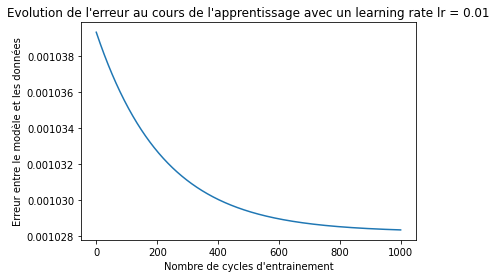 Evolution de l'erreur au cours de l'apprentissage avec un learning rate lr = 0.01
Erreur entre le modèle et les données
0.001038
0.001036
0.001034
0.001032
0.001030
0.001028
0 200 400 600 800 1000
Nombre de cycles d'entrainement